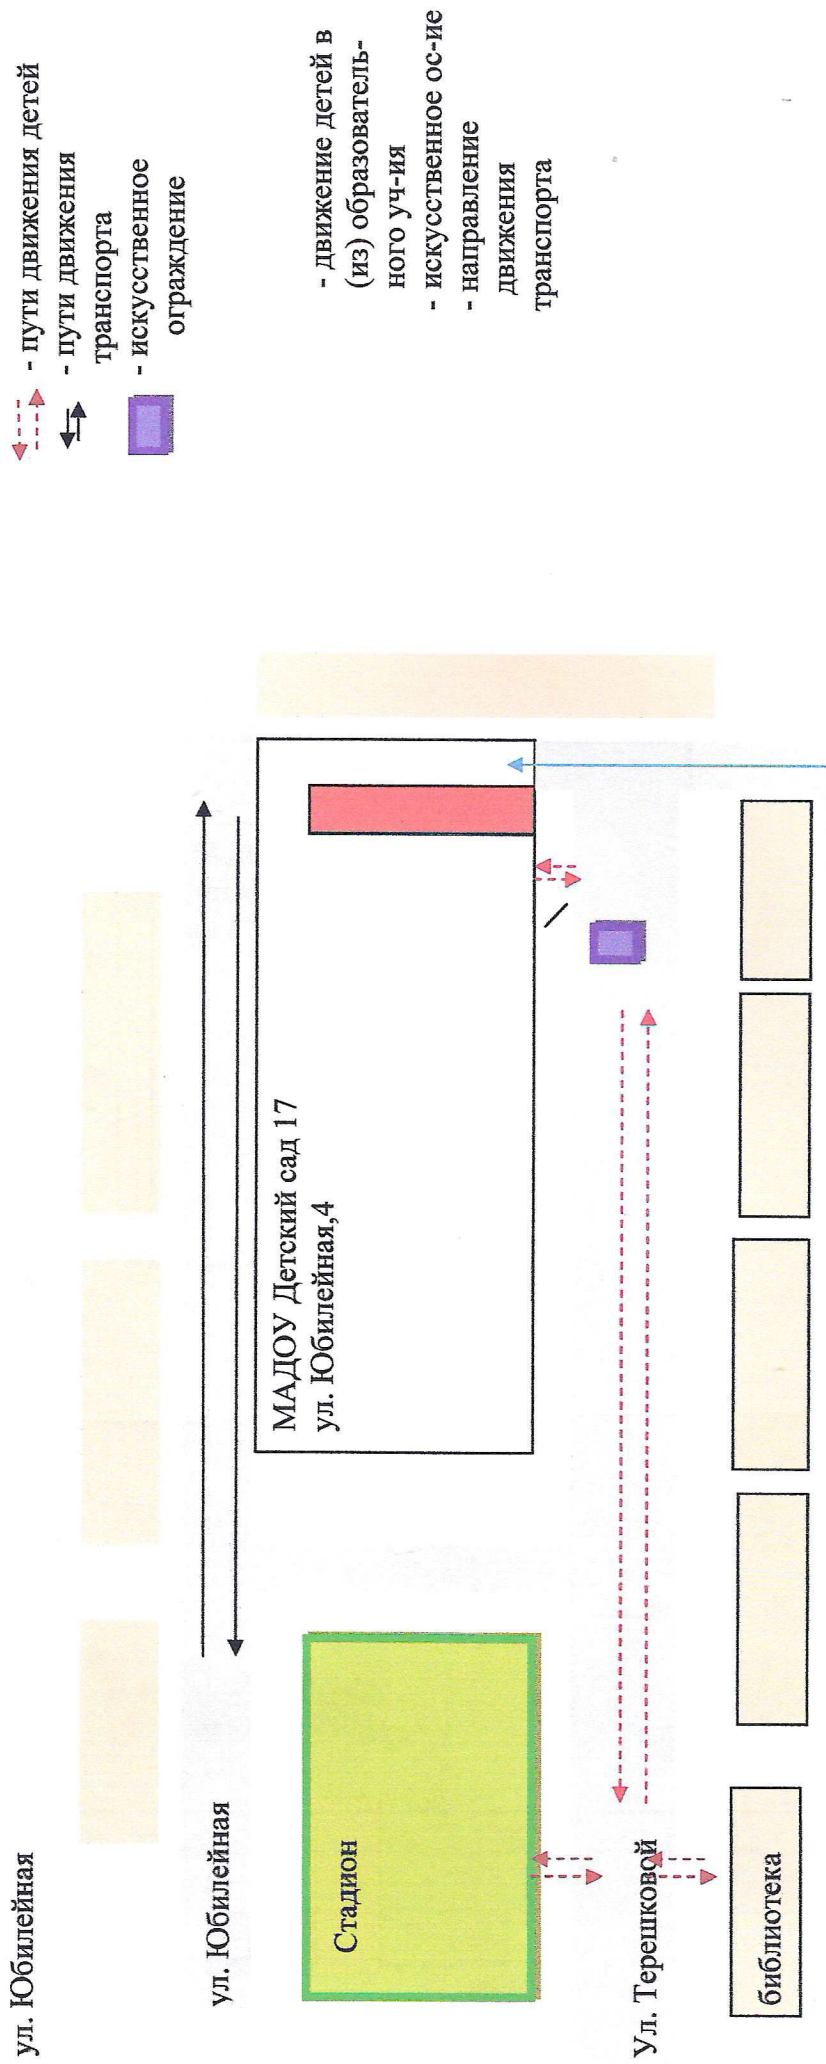 ул. Юбилейная
- пути движения детей
- пути движения
транспорта
- искусственное
ограждение
ул. Юбилейная
МАДОУ Детский сад 17
ул. Юбилейная,4
Стадион
- движение детей в
(из) образователь-
ного уч-ия
- искусственное ос-ие
- направление
движения
транспорта
Ул. Терешковой
библиотека